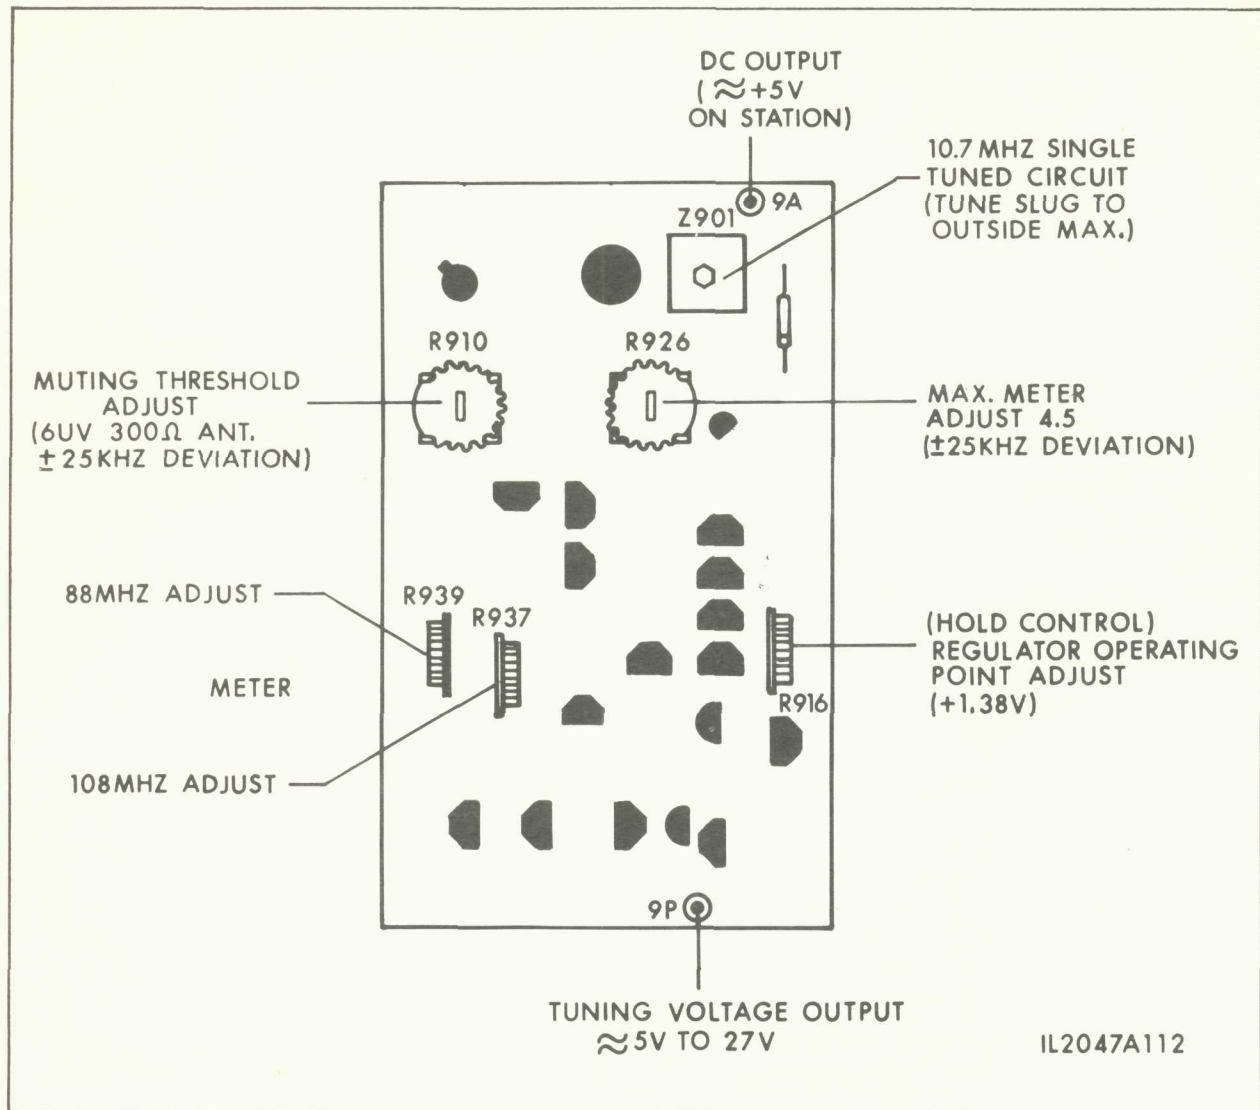 DC OUTPUT
(≈+5V
ON STATION)
10.7MHZ SINGLE
TUNED CIRCUIT
(TUNE SLUG TO
OUTSIDE MAX.)
9A
Z901
R910
R926
MUTING THRESHOLD
ADJUST
(6UV 300Ω ANT.
±25KHZ DEVIATION)
MAX. METER
ADJUST 4.5
(±25KHZ DEVIATION)
88MHZ ADJUST
R939
R937
METER
(HOLD CONTROL)
REGULATOR OPERATING
POINT ADJUST
(+1.38V)
R916
108MHZ ADJUST
9P
TUNING VOLTAGE OUTPUT
≈5V TO 27V
IL2047A112